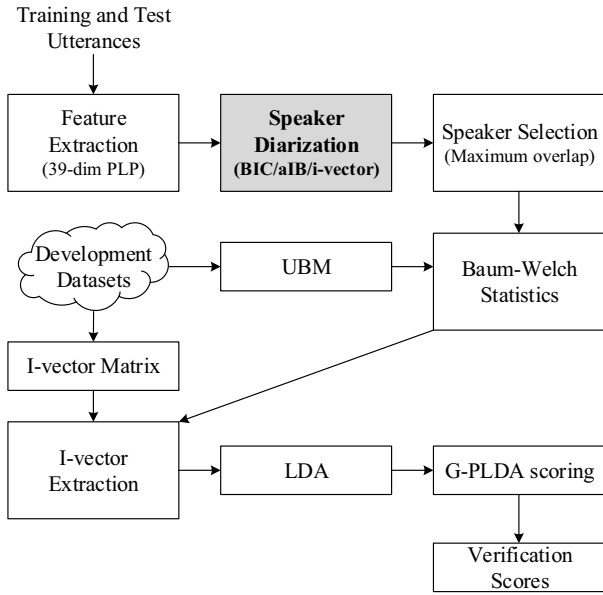 Training and Test
Utterances
Feature
Extraction
(39-dim PLP)
Speaker
Diarization
(BIC/aIB/i-vector)
Speaker Selection
(Maximum overlap)
Development
Datasets
UBM
Baum-Welch
Statistics
I-vector Matrix
I-vector
Extraction
LDA
G-PLDA scoring
Verification
Scores